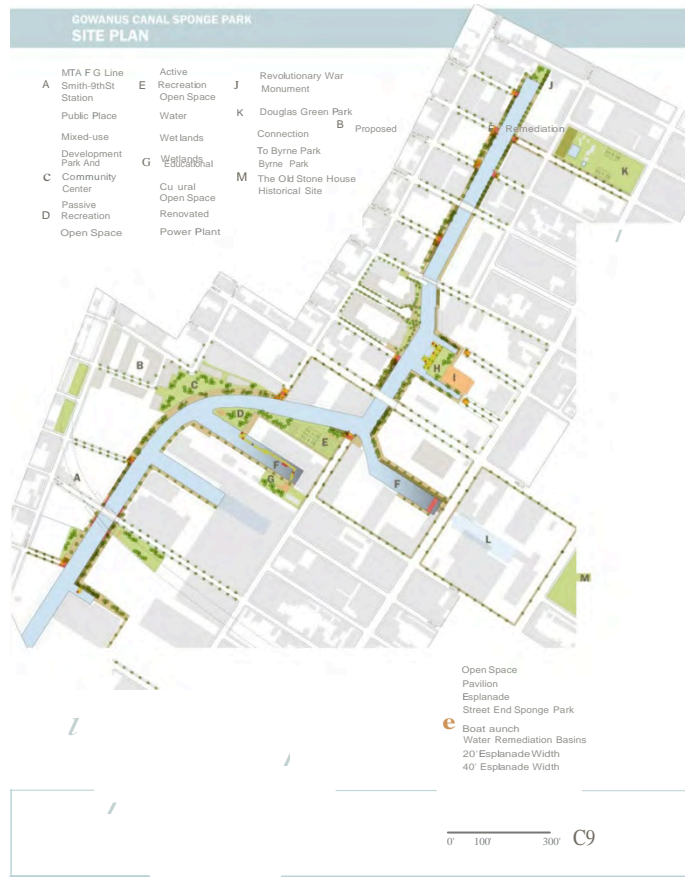 GOWANUS CANAL SPONGE PARK
SITE PLAN
A MTA F G Line
Smith-9thSt
Station
Public Place
Mixed-use
Development
Park And
C Community
Center
Passive
D Recreation
Open Space
Active
E Recreation
Open Space
Water
Wetlands
G Wetlands
Educational
Cu ural
Open Space
Renovated
Power Plant
J Revolutionary War
Monument
K Douglas Green Park
Connection
B Proposed
F Remediation
To Byrne Park
Byrne Park
M The Old Stone House
Historical Site
J
K
H
I
B
C
D
E
A
F
G
F
L
M
Open Space
Pavilion
Esplanade
Street End Sponge Park
e Boat aunch
Water Remediation Basins
20' Esplanade Width
40' Esplanade Width
0' 100' 300' C9